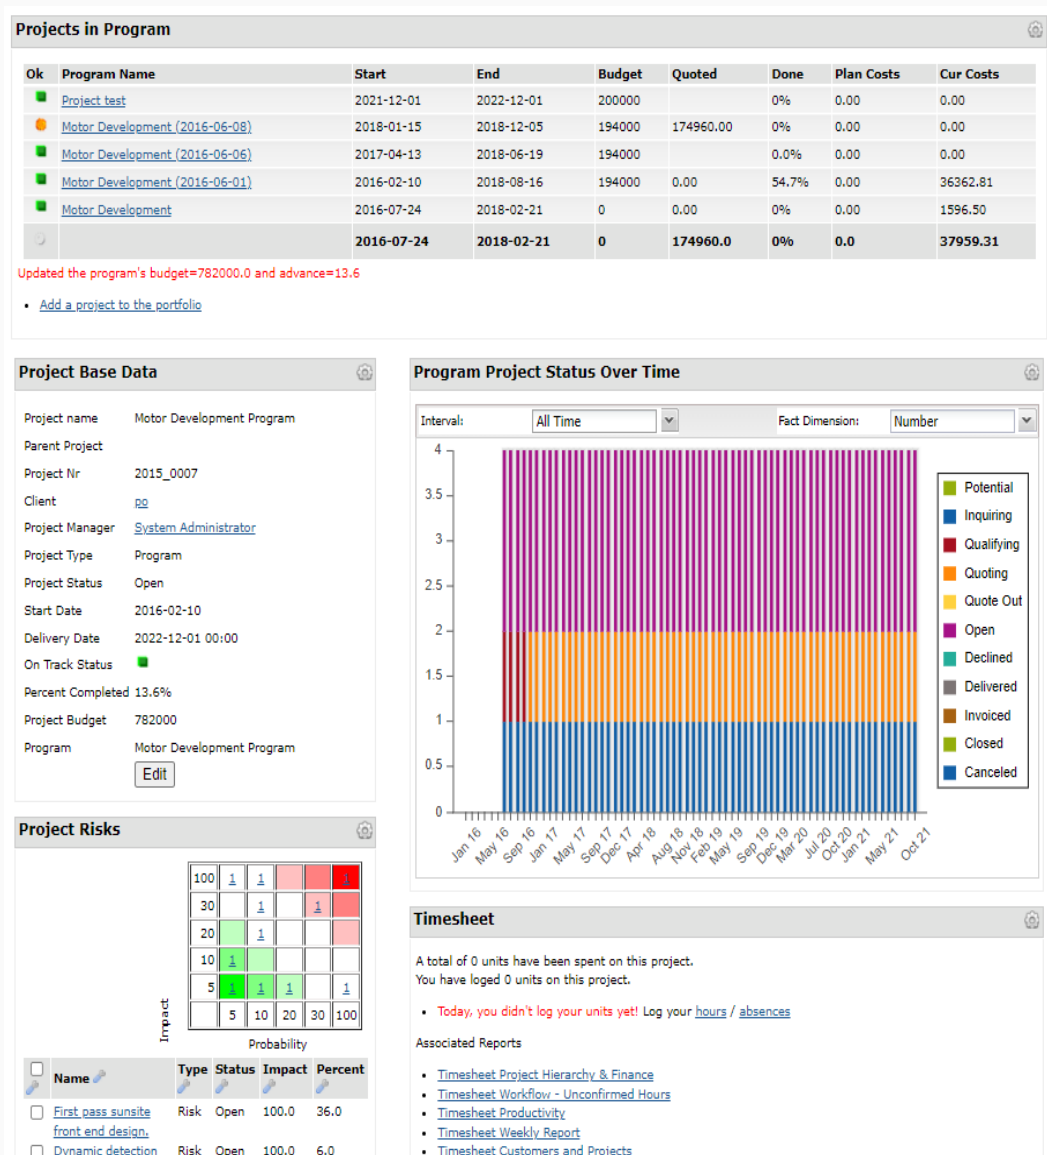 Projects in Program
Ok Program Name Start End Budget Quoted Done Plan Costs Cur Costs
Project test 2021-12-01 2022-12-01 200000 0% 0.00 0.00
Motor Development (2016-06-08) 2018-01-15 2018-12-05 194000 174960.00 0% 0.00 0.00
Motor Development (2016-06-06) 2017-04-13 2018-06-19 194000 0.0% 0.00 0.00
Motor Development (2016-06-01) 2016-02-10 2018-08-16 194000 0.00 54.7% 0.00 36362.81
Motor Development 2016-07-24 2018-02-21 0 0.00 0% 0.00 1596.50
2016-07-24 2018-02-21 0 174960.0 0% 0.0 37959.31
Updated the program's budget=782000.0 and advance=13.6
• Add a project to the portfolio
Project Base Data
Project name Motor Development Program
Parent Project
Project Nr 2015_0007
Client po
Project Manager System Administrator
Project Type Program
Project Status Open
Start Date 2016-02-10
Delivery Date 2022-12-01 00:00
On Track Status
Percent Completed 13.6%
Project Budget 782000
Program Motor Development Program
Edit
Project Risks
100 1 1 1
30 1 1
20 1
10 1
5 1 1 1 1
5 10 20 30 100
Impact
Probability
Name Type Status Impact Percent
First pass sunsite Risk Open 100.0 36.0
front end design.
Dynamic detection Risk Open 100.0 6.0
Program Project Status Over Time
Interval: All Time Fact Dimension: Number
4
3.5
3
2.5
2
1.5
1
0.5
0
Jan 16 May 16 Sep 16 Jan 17 May 17 Sep 17 Dec 17 Apr 18 Aug 18 Nov 18 Feb 19 May 19 Sep 19 Dec 19 Mar 20 Jul 20 Oct 20 Jan 21 May 21 Oct 21
Potential
Inquiring
Qualifying
Quoting
Quote Out
Open
Declined
Delivered
Invoiced
Closed
Canceled
Timesheet
A total of 0 units have been spent on this project.
You have loged 0 units on this project.
• Today, you didn't log your units yet! Log your hours / absences
Associated Reports
• Timesheet Project Hierarchy & Finance
• Timesheet Workflow - Unconfirmed Hours
• Timesheet Productivity
• Timesheet Weekly Report
• Timesheet Customers and Projects